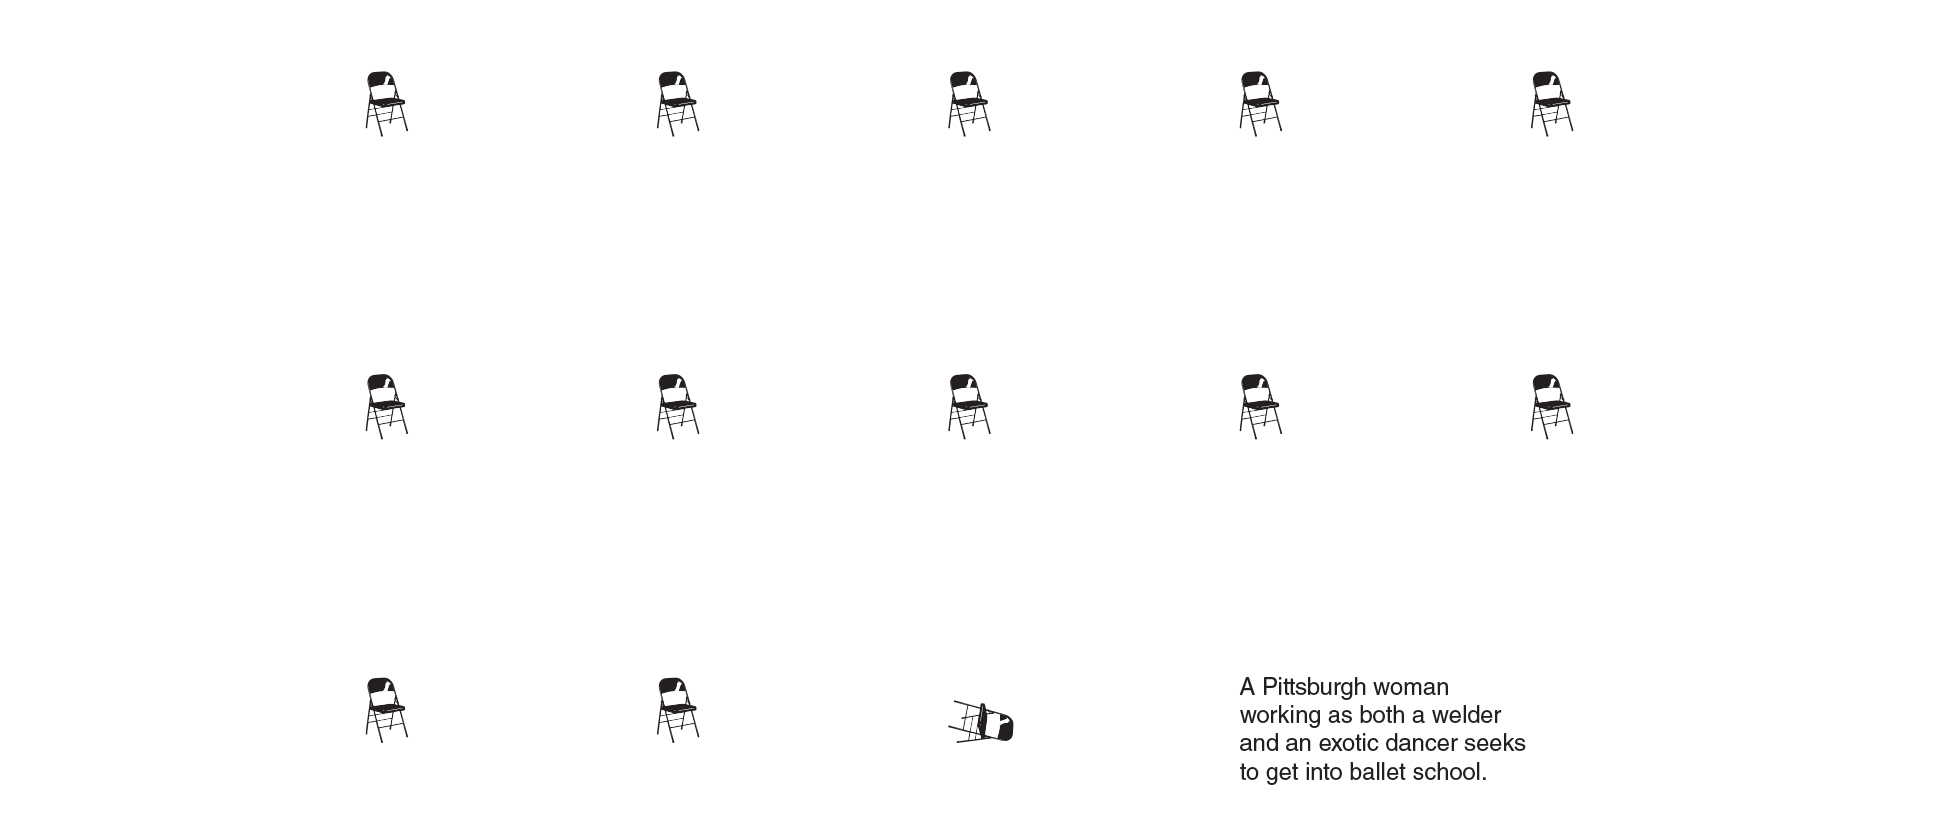 A Pittsburgh woman
working as both a welder
and an exotic dancer seeks
to get into ballet school.